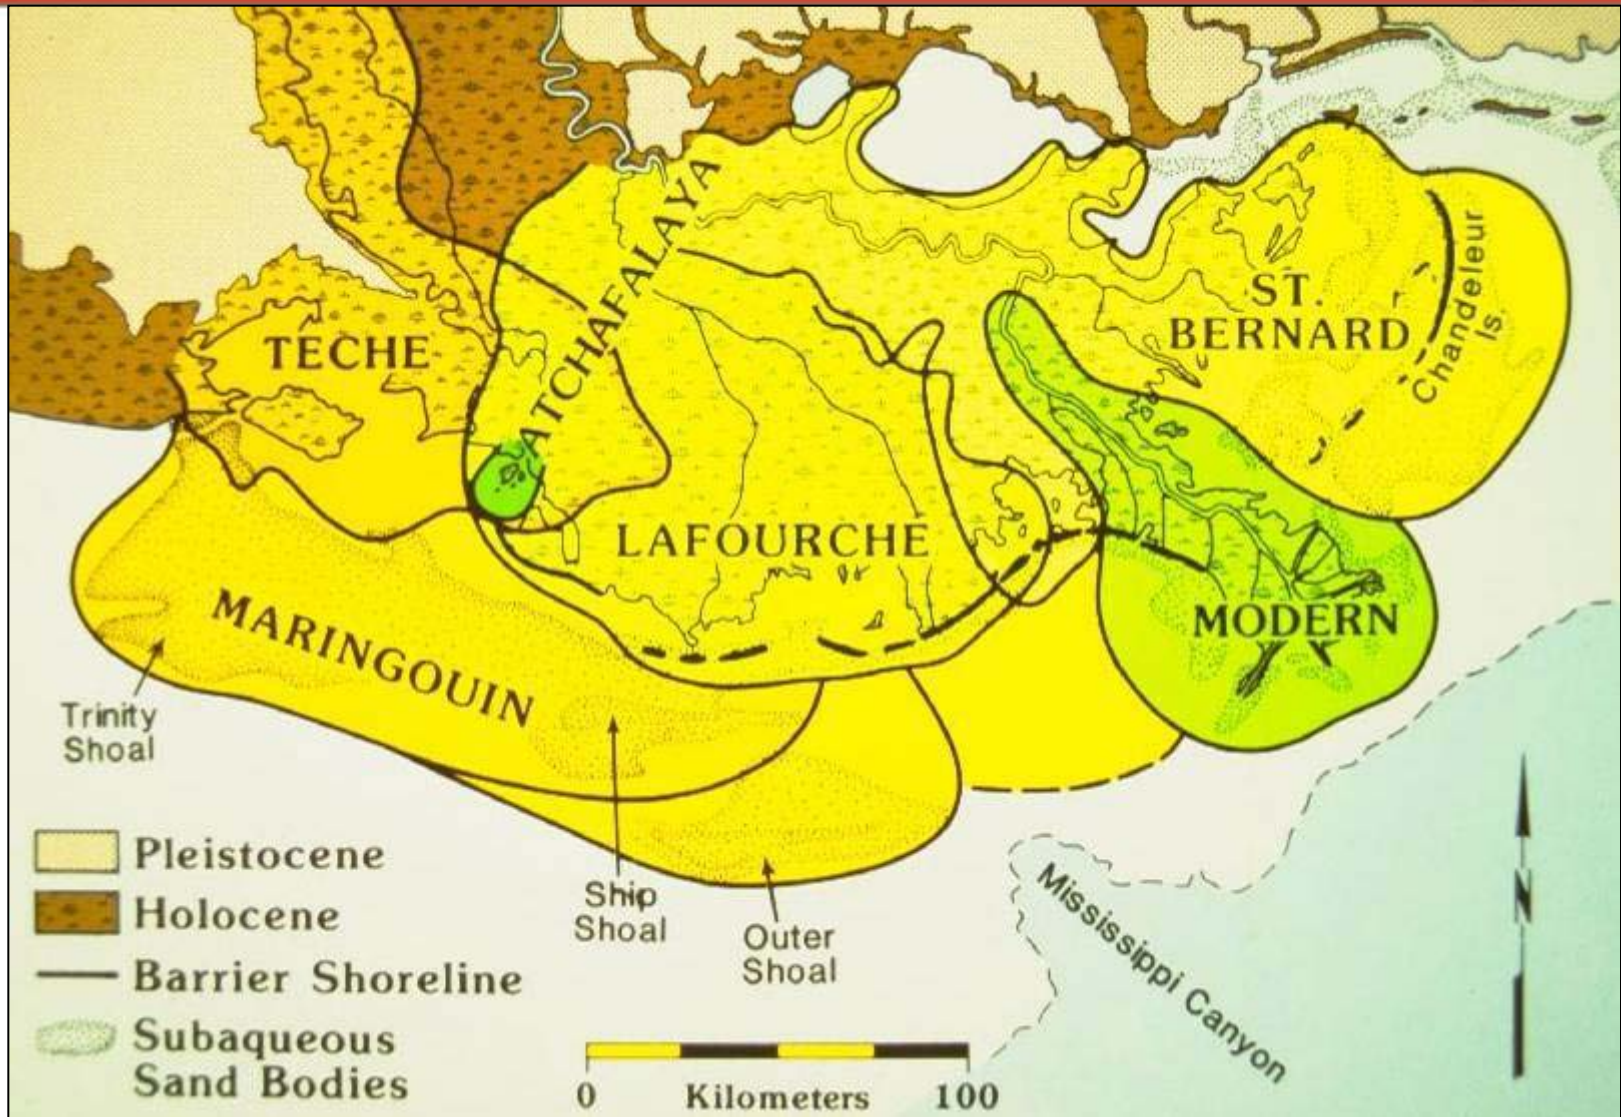 ATCHAFALAYA
TECHE
ST.
BERNARD
Chandeleur
Is.
LAFOURCHE
MARINGOUIN
MODERN
Trinity
Shoal
Ship
Shoal
Outer
Shoal
Mississippi Canyon
Pleistocene
Holocene
Barrier Shoreline
Subaqueous
Sand Bodies
0 Kilometers 100
N